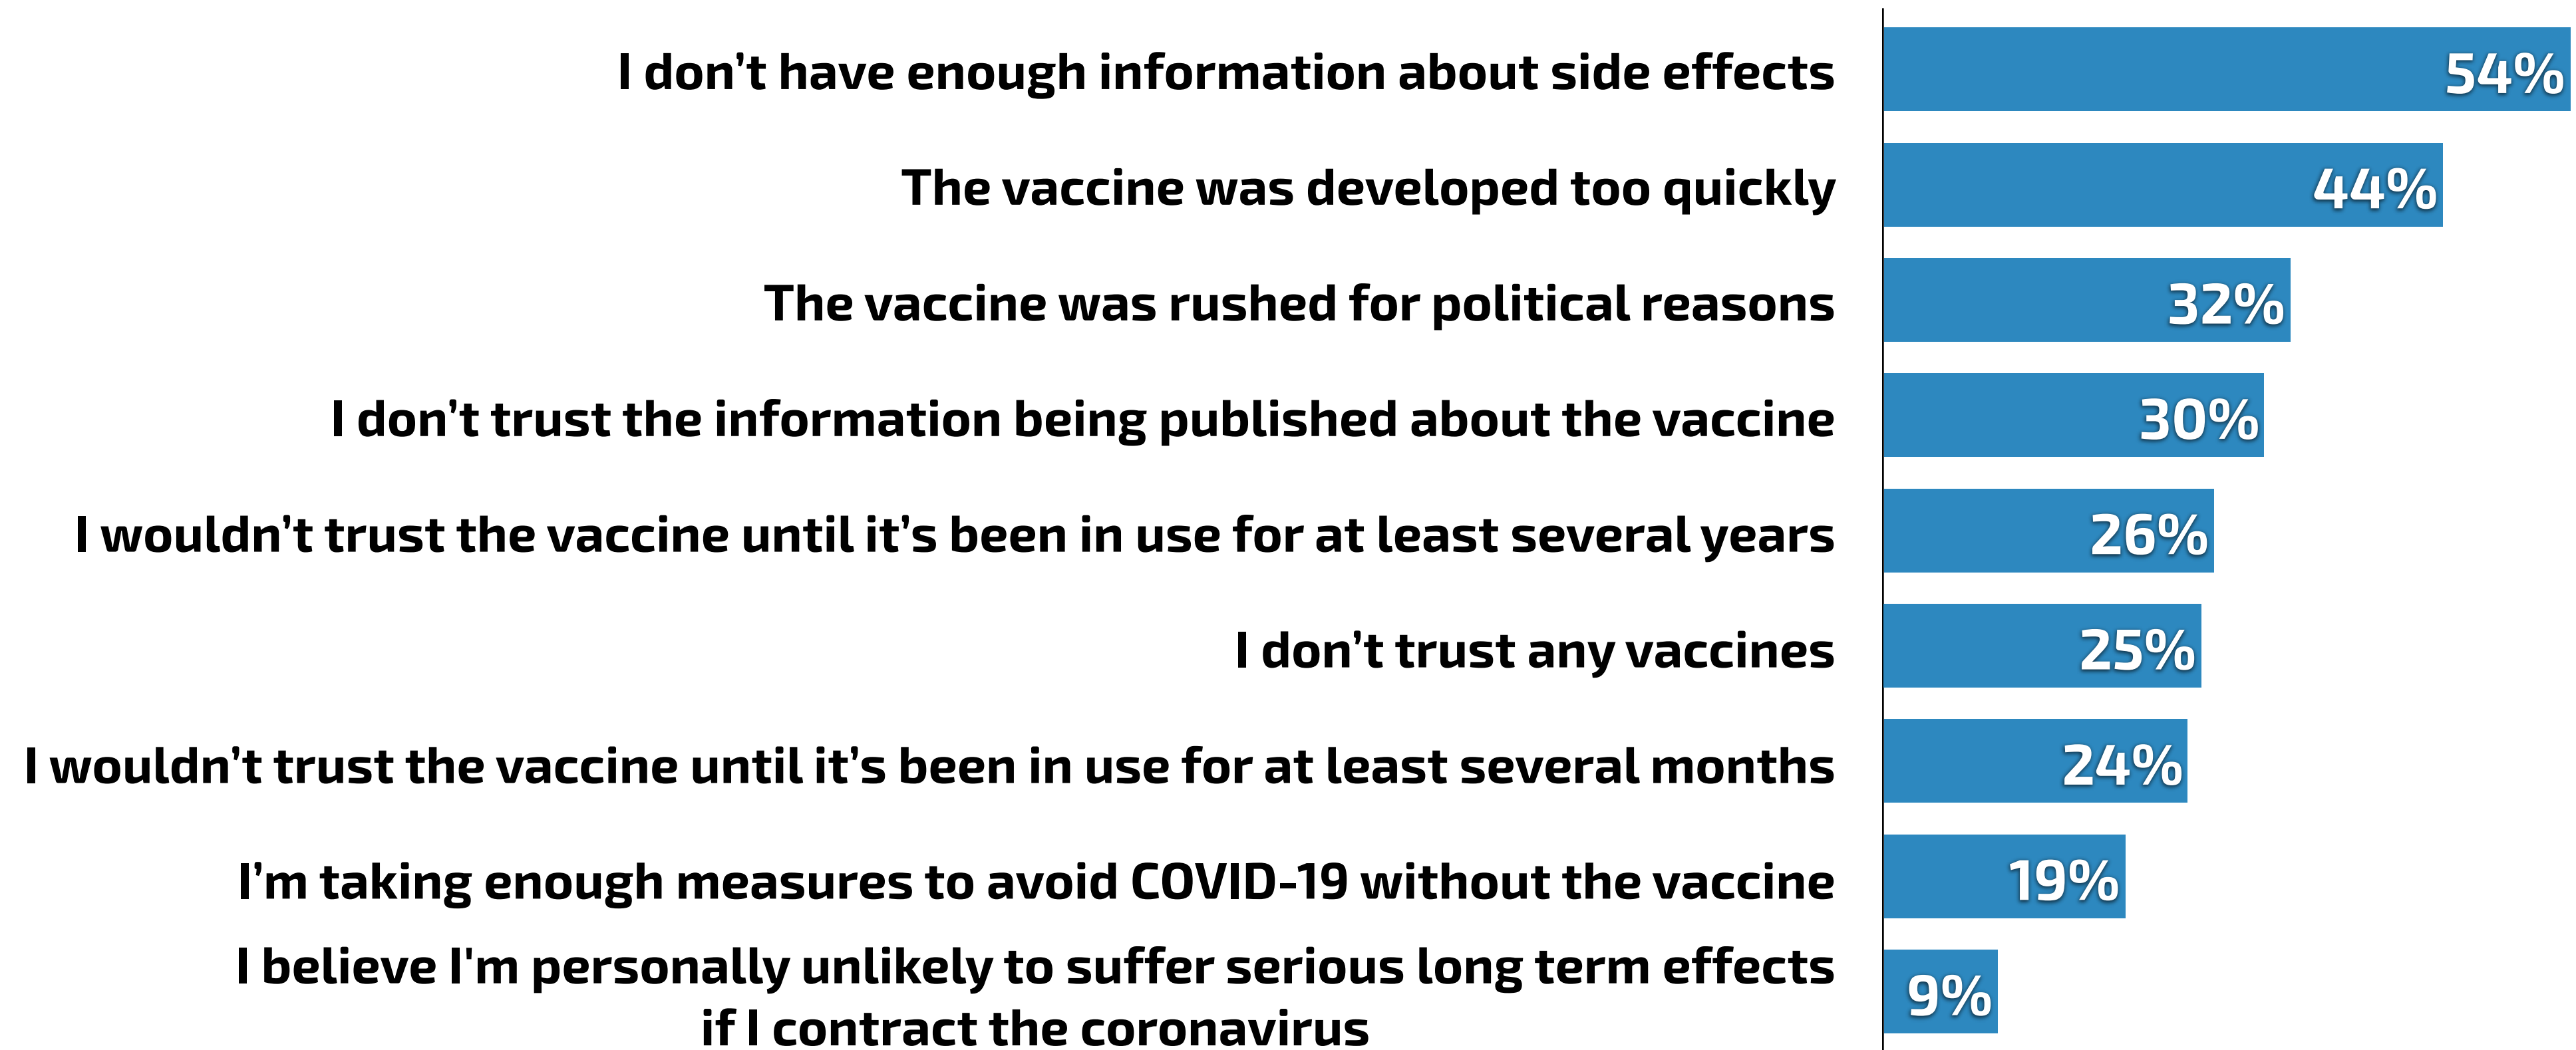 I don’t have enough information about side effects 54%
The vaccine was developed too quickly 44%
The vaccine was rushed for political reasons 32%
I don’t trust the information being published about the vaccine 30%
I wouldn’t trust the vaccine until it’s been in use for at least several years 26%
I don’t trust any vaccines 25%
I wouldn’t trust the vaccine until it’s been in use for at least several months 24%
I’m taking enough measures to avoid COVID-19 without the vaccine 19%
I believe I'm personally unlikely to suffer serious long term effects
if I contract the coronavirus 9%